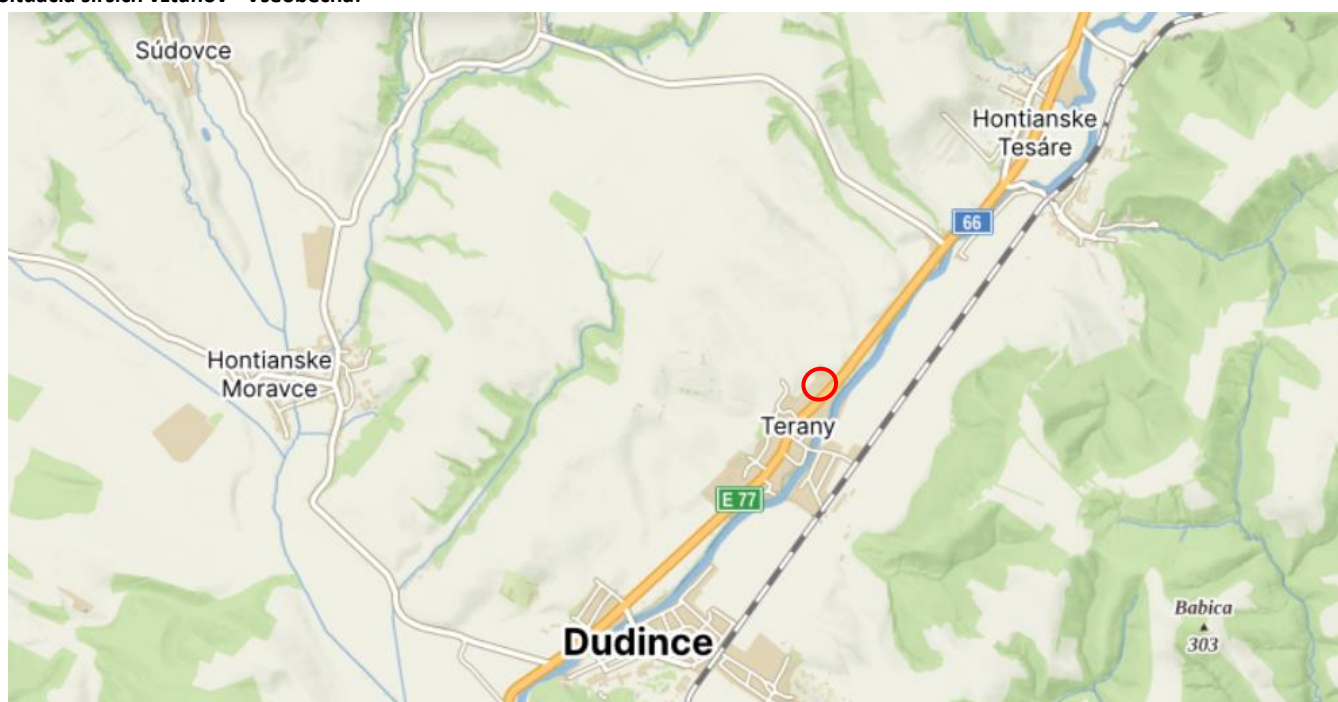 Súdovce
Hontianske
Tesáre
66
Hontianske
Moravce
Terany
E 77
Dudince
Babica
303